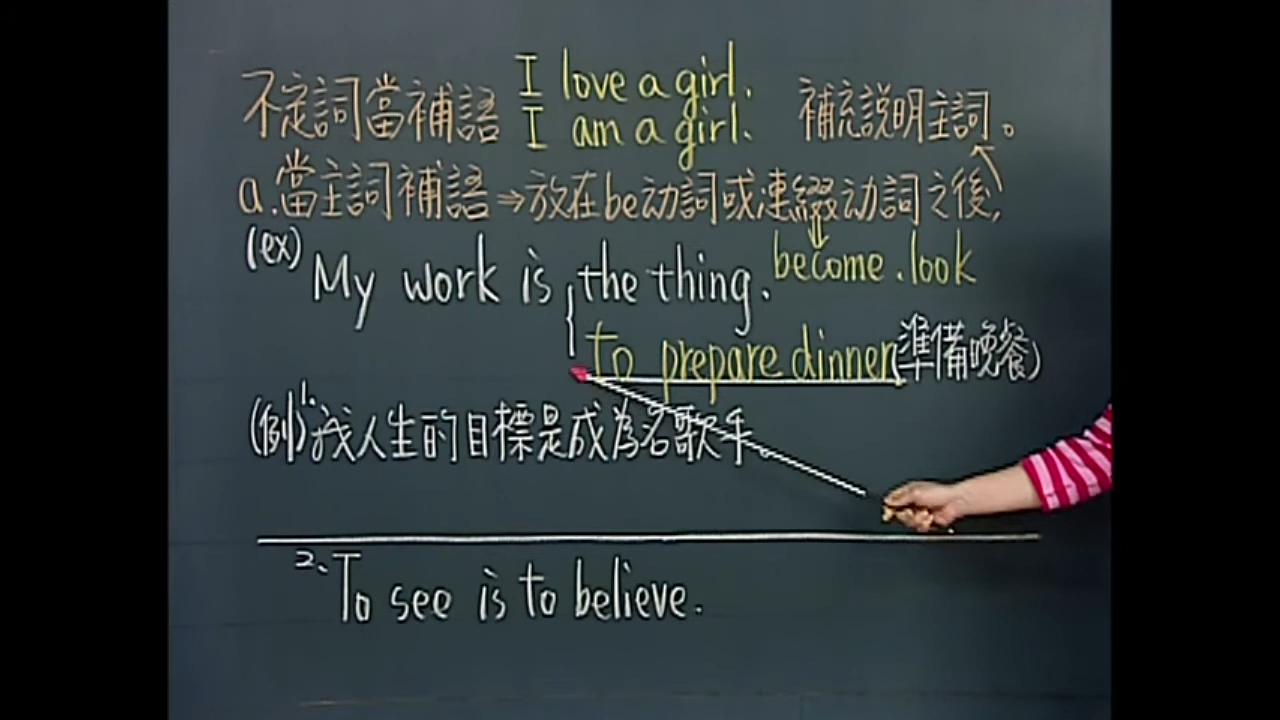 不定詞當補語 I love a girl. 補充說明主詞。
I am a girl.
a.當主詞補語⇒放在be动詞或連綴动詞之後,
(ex) My work is the thing. become.look
to prepare dinner(準備晚餐)
(例)1.我人生的目標是成為名歌手。
2.To see is to believe.